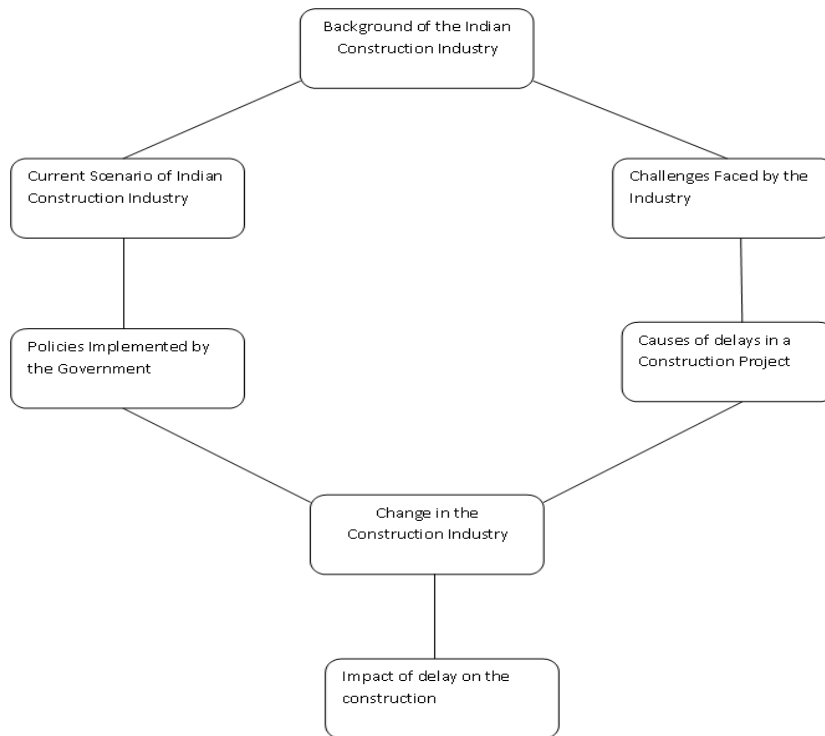 Background of the Indian
Construction Industry
Current Scenario of Indian
Construction Industry
Challenges Faced by the
Industry
Policies Implemented by
the Government
Causes of delays in a
Construction Project
Change in the
Construction Industry
Impact of delay on the
construction